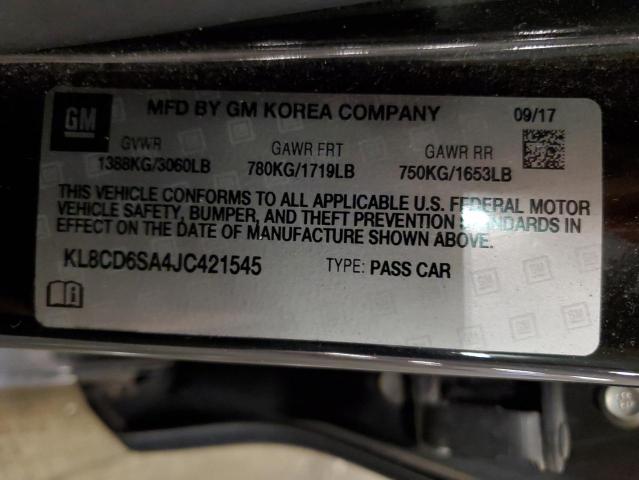 GM MFD BY GM KOREA COMPANY 09/17
GVWR GAWR FRT GAWR RR
1388KG/3060LB 780KG/1719LB 750KG/1653LB
THIS VEHICLE CONFORMS TO ALL APPLICABLE U.S. FEDERAL MOTOR
VEHICLE SAFETY, BUMPER, AND THEFT PREVENTION STANDARDS IN
EFFECT ON THE DATE OF MANUFACTURE SHOWN ABOVE.
KL8CD6SA4JC421545 TYPE: PASS CAR